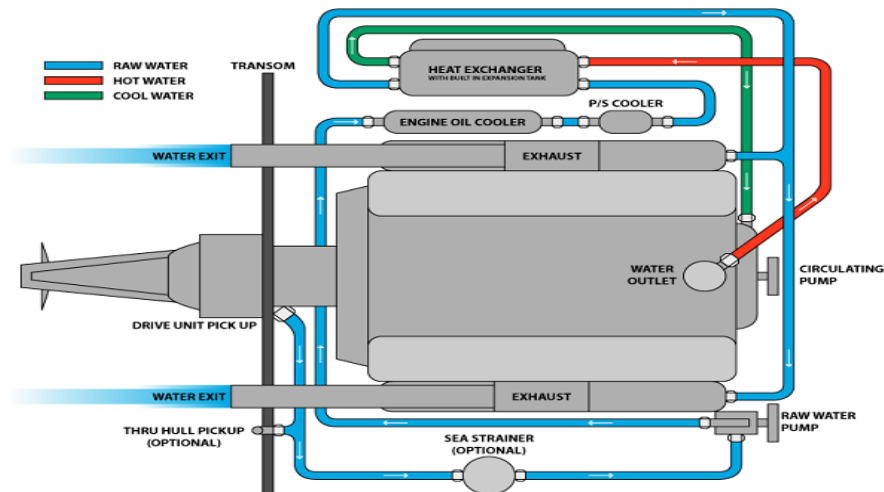 RAW WATER
HOT WATER
COOL WATER
TRANSOM
HEAT EXCHANGER
WITH BUILT IN EXPANSION TANK
P/S COOLER
ENGINE OIL COOLER
WATER EXIT
EXHAUST
WATER
OUTLET
CIRCULATING
PUMP
DRIVE UNIT PICK UP
WATER EXIT
EXHAUST
THRU HULL PICKUP
(OPTIONAL)
SEA STRAINER
(OPTIONAL)
RAW WATER
PUMP